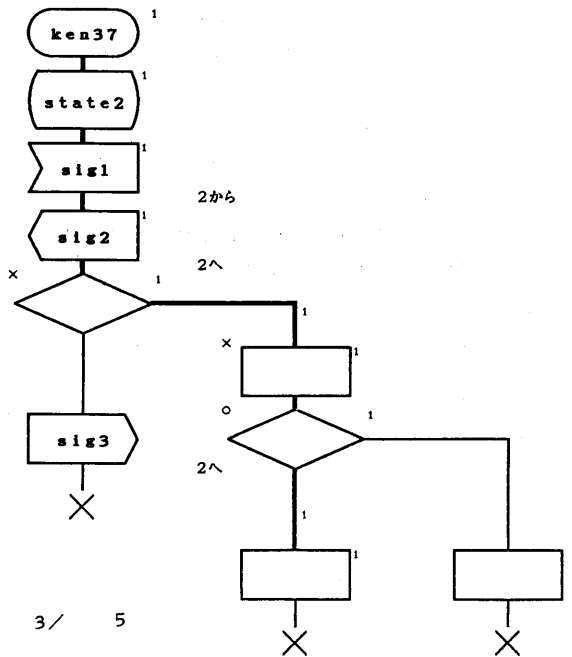 ken37 1
state2 1
sig1 1
2から
sig2 1
2へ
× 1
1
× 1
○ 1
sig3
2へ
1
1
3/ 5